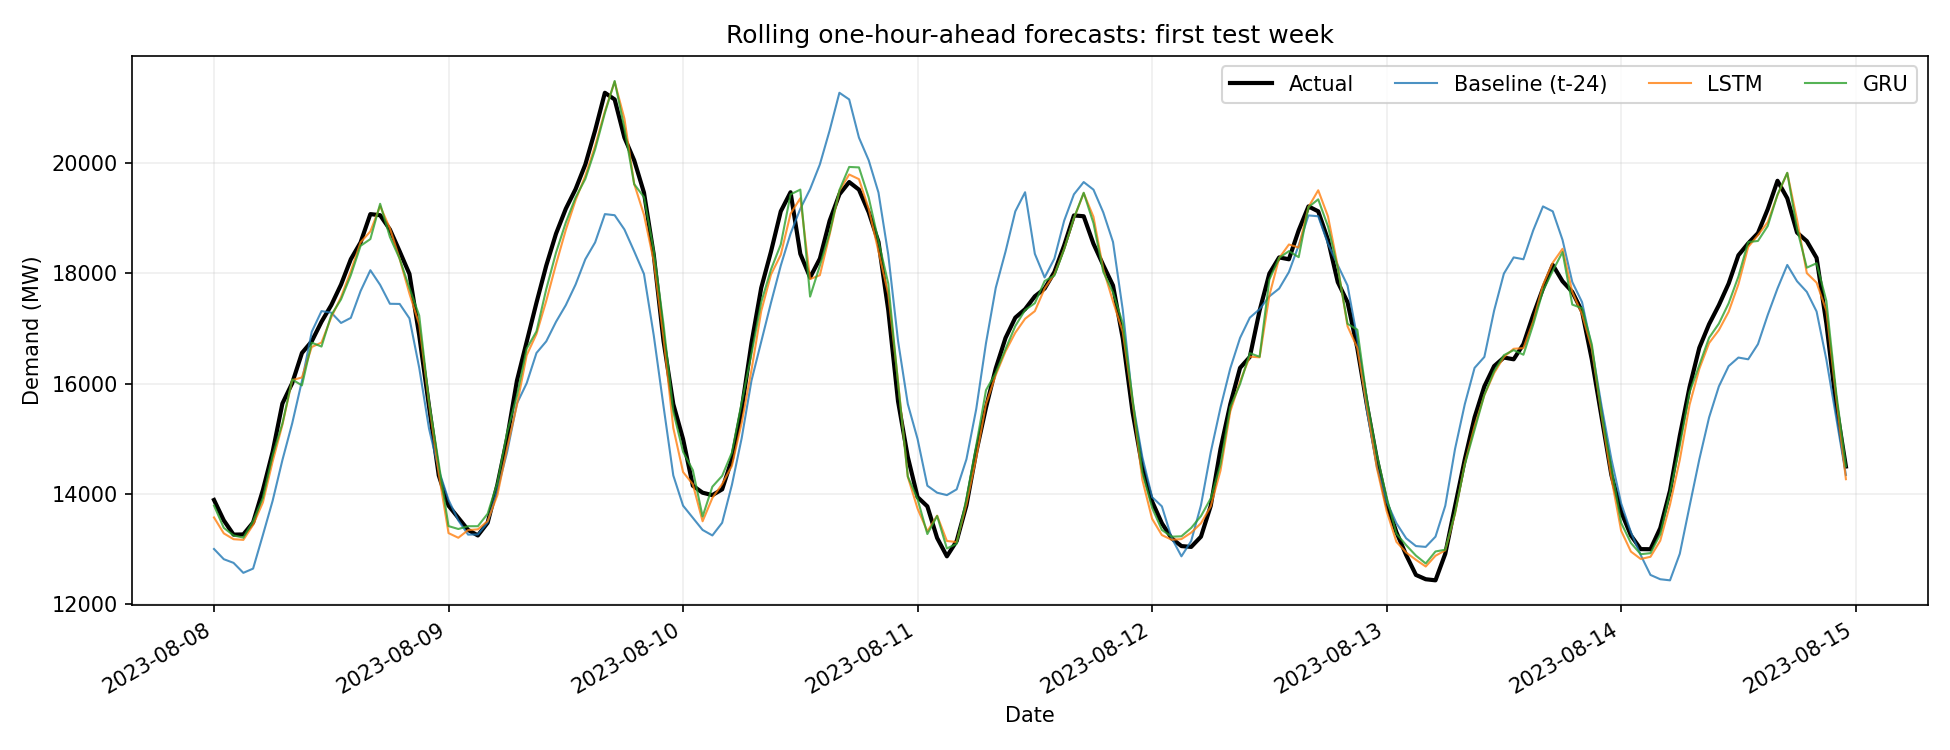 Rolling one-hour-ahead forecasts: first test week
Actual
Baseline (t-24)
LSTM
GRU
Demand (MW)
20000
18000
16000
14000
12000
2023-08-08
2023-08-09
2023-08-10
2023-08-11
2023-08-12
2023-08-13
2023-08-14
2023-08-15
Date